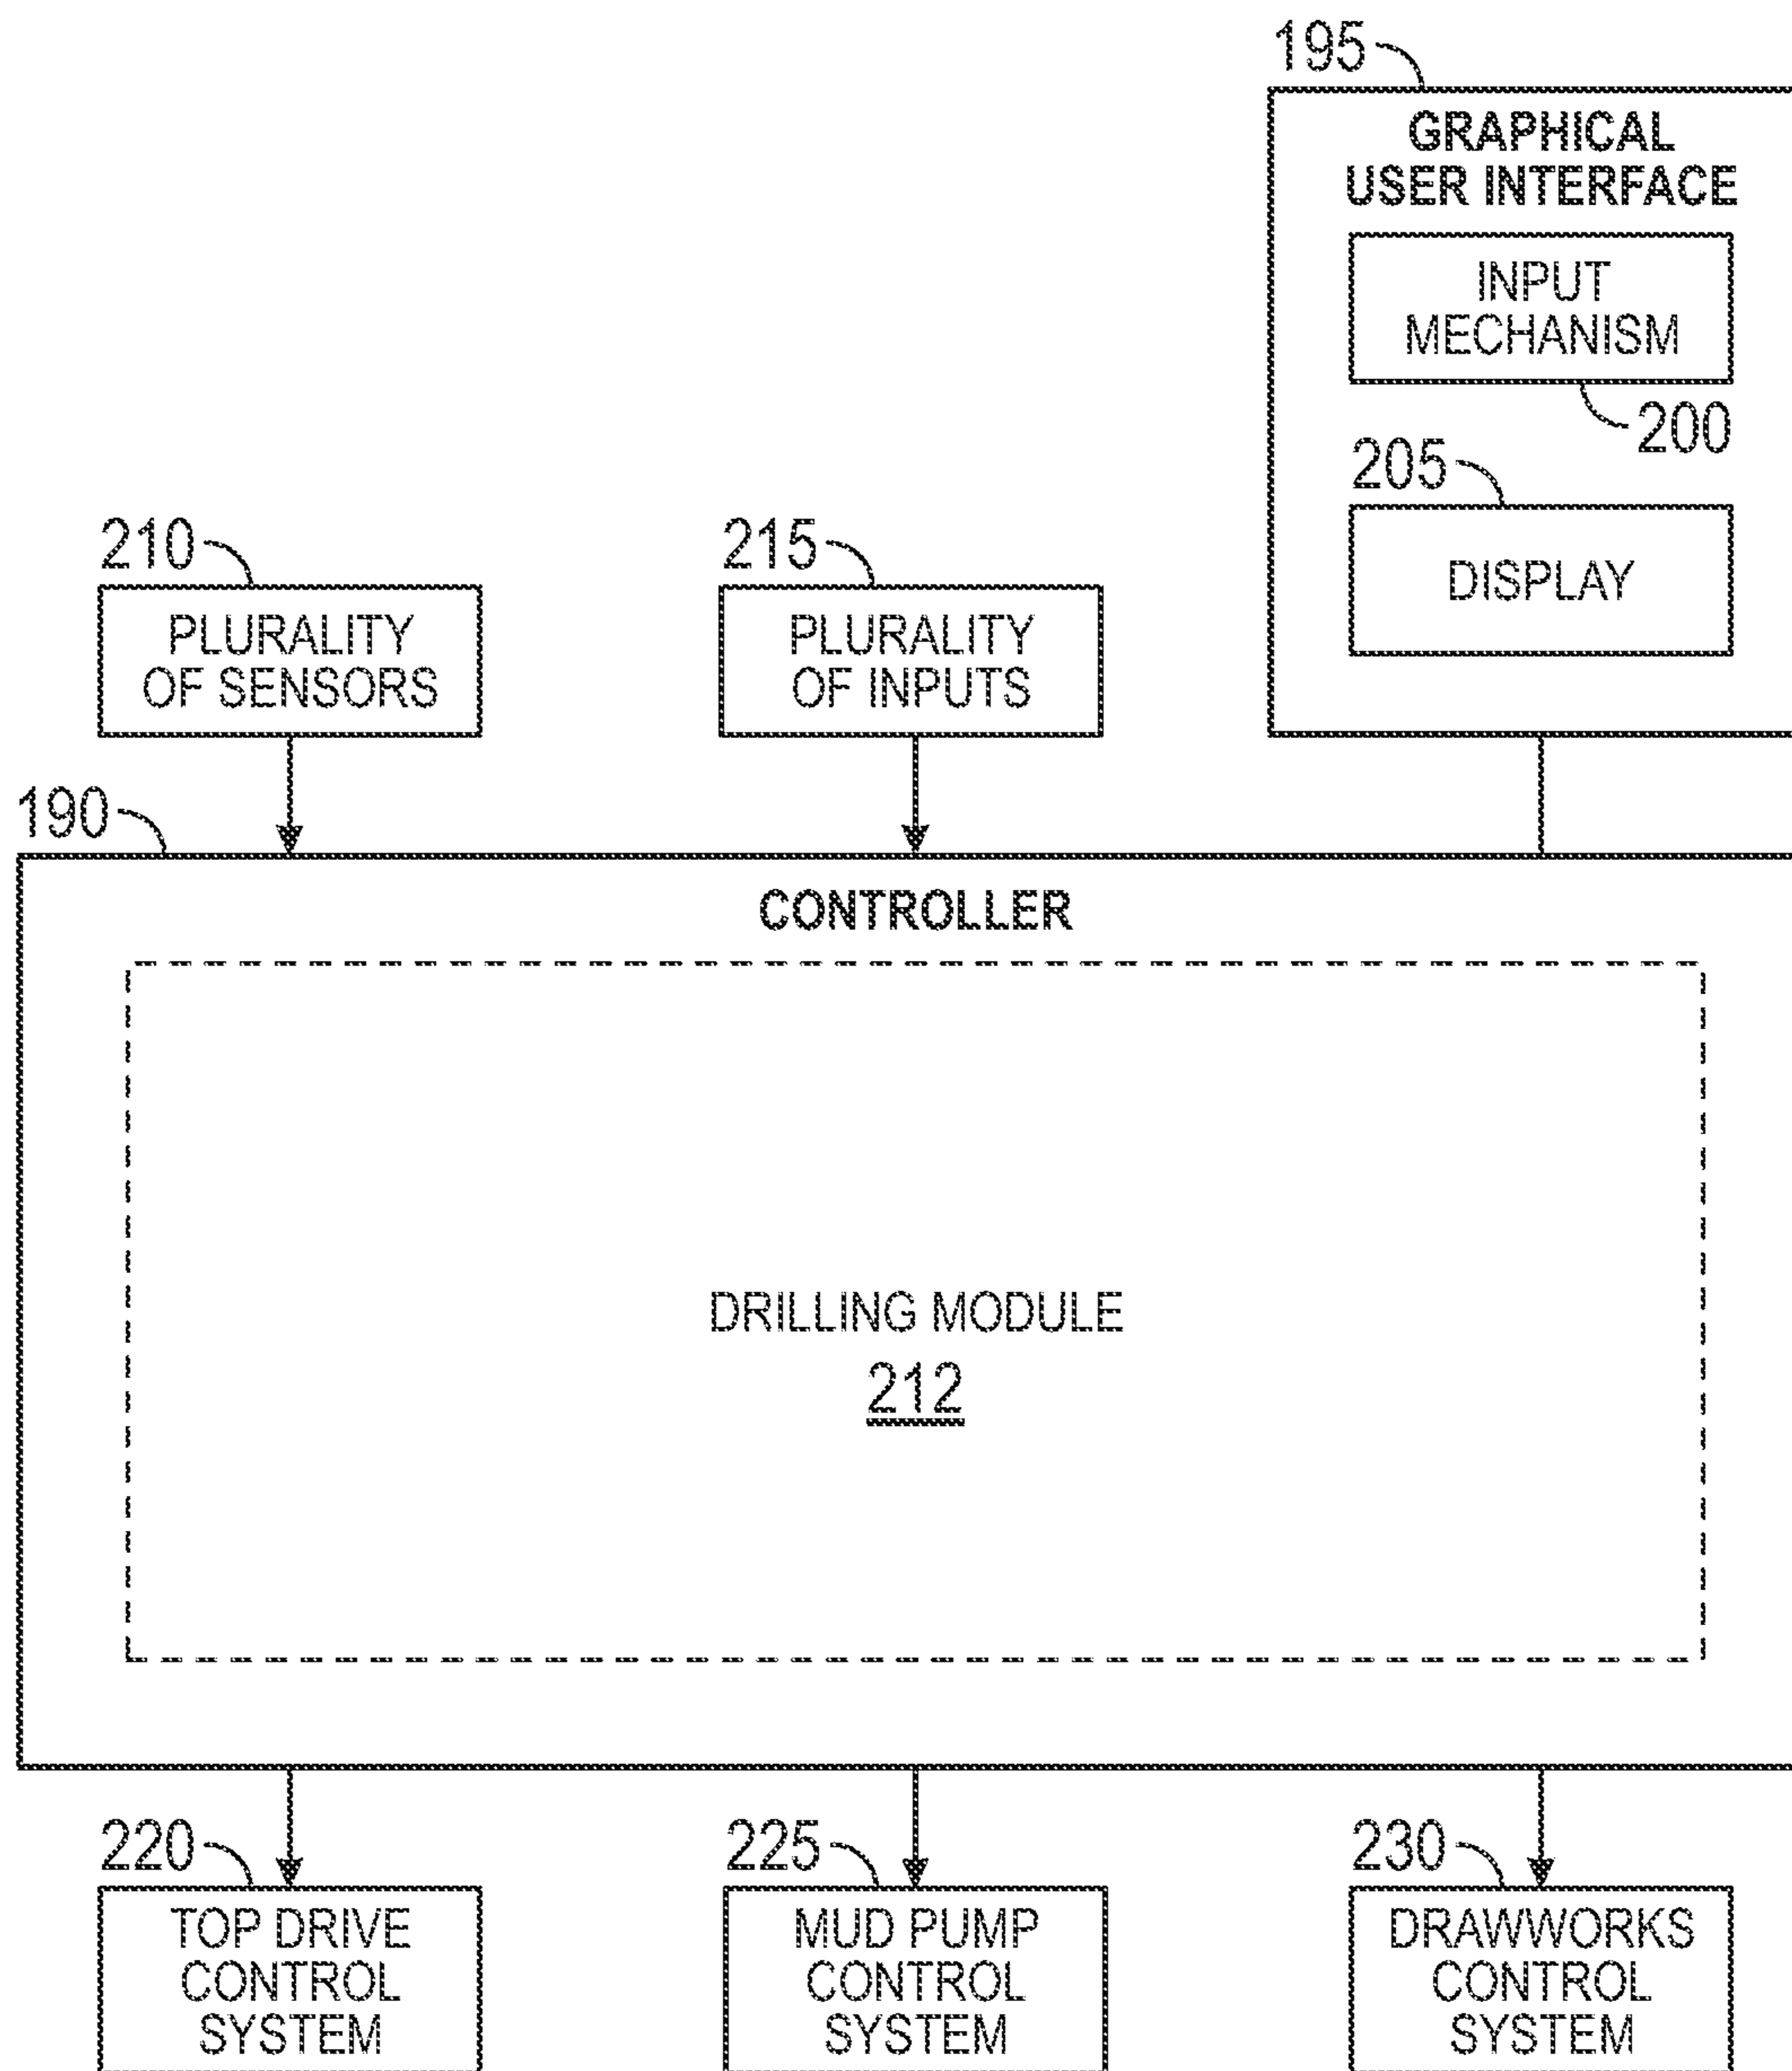 195
GRAPHICAL
USER INTERFACE
INPUT
MECHANISM
200
205
DISPLAY
210
PLURALITY
OF SENSORS
215
PLURALITY
OF INPUTS
190
CONTROLLER
DRILLING MODULE
212
220
TOP DRIVE
CONTROL
SYSTEM
225
MUD PUMP
CONTROL
SYSTEM
230
DRAWWORKS
CONTROL
SYSTEM